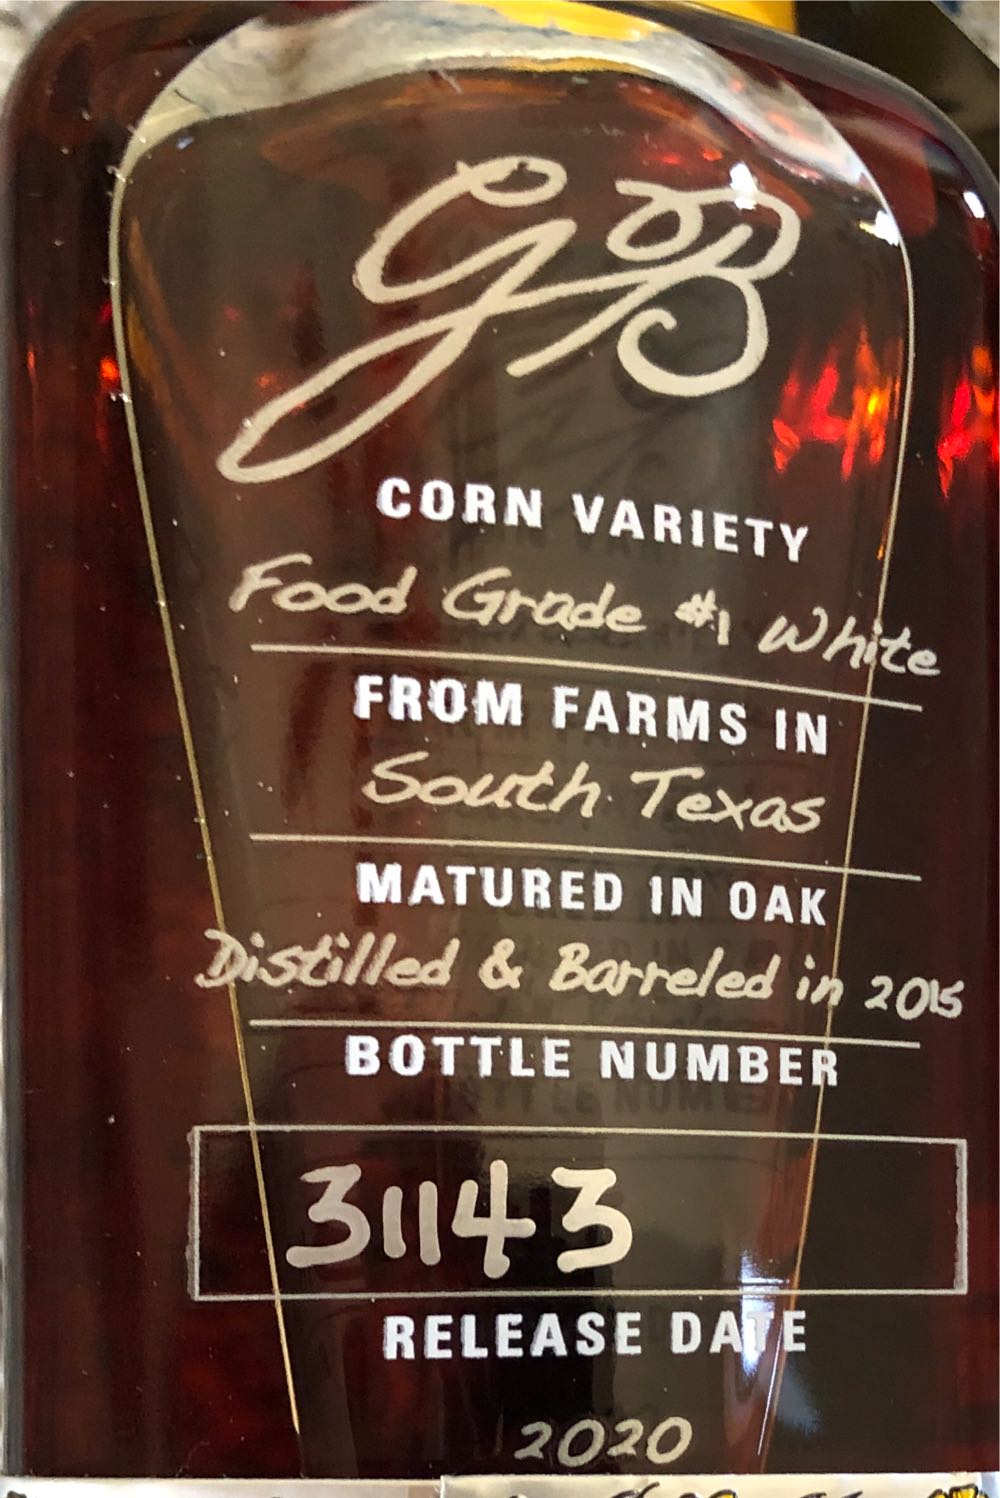 GB
CORN VARIETY
Food Grade #1 White
FROM FARMS IN
South Texas
MATURED IN OAK
Distilled & Barreled in 2015
BOTTLE NUMBER
31143
RELEASE DATE
2020